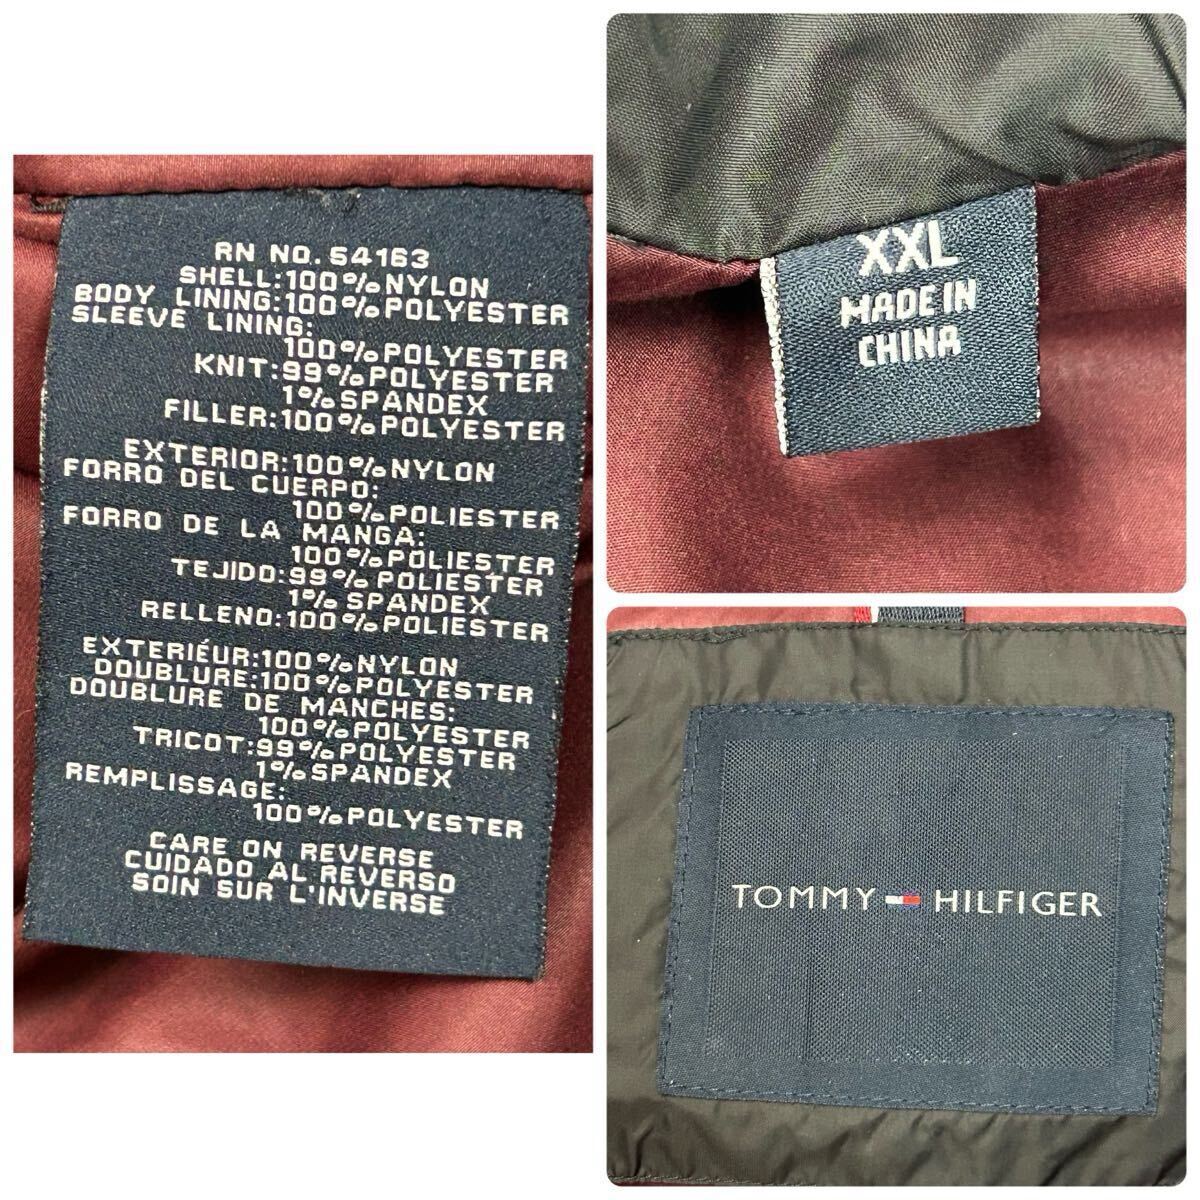 RN NO. 54163
SHELL:100%NYLON
BODY LINING:100%POLYESTER
SLEEVE LINING:
100%POLYESTER
KNIT:99%POLYESTER
1%SPANDEX
FILLER:100%POLYESTER
EXTERIOR:100%NYLON
FORRO DEL CUERPO:
100%POLIESTER
FORRO DE LA MANGA:
100%POLIESTER
TEJIDO:99%POLIESTER
1%SPANDEX
RELLENO:100%POLIESTER
EXTERIÉUR:100%NYLON
DOUBLURE:100%POLYESTER
DOUBLURE DE MANCHES:
100%POLYESTER
TRICOT:99%POLYESTER
1%SPANDEX
REMPLISSAGE:
100%POLYESTER
CARE ON REVERSE
CUIDADO AL REVERSO
SOIN SUR L'INVERSE
XXL
MADE IN
CHINA
TOMMY HILFIGER